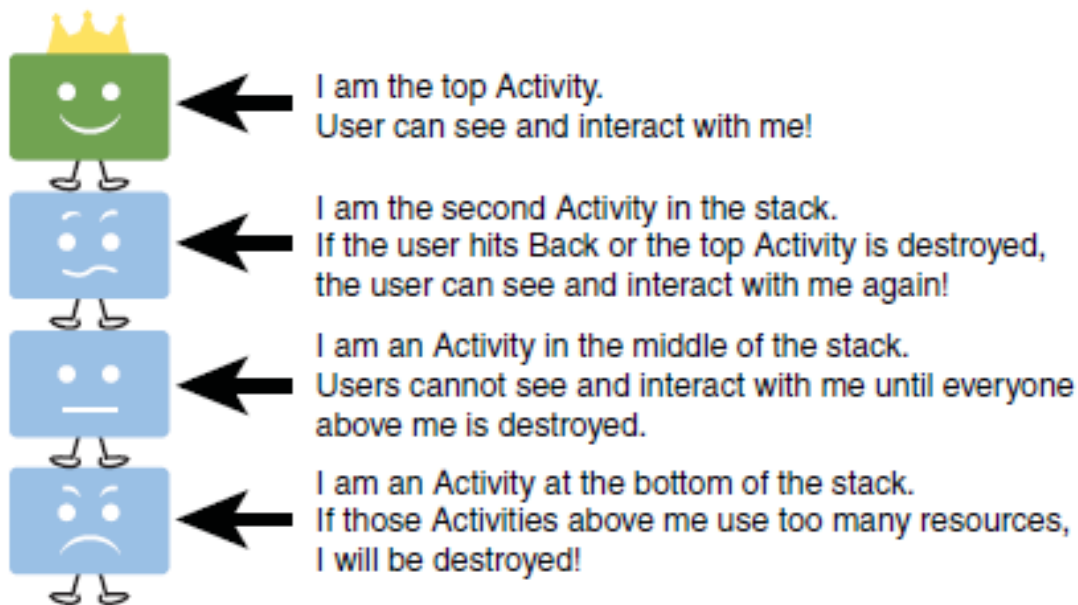 I am the top Activity.
User can see and interact with me!
I am the second Activity in the stack.
If the user hits Back or the top Activity is destroyed,
the user can see and interact with me again!
I am an Activity in the middle of the stack.
Users cannot see and interact with me until everyone
above me is destroyed.
I am an Activity at the bottom of the stack.
If those Activities above me use too many resources,
I will be destroyed!